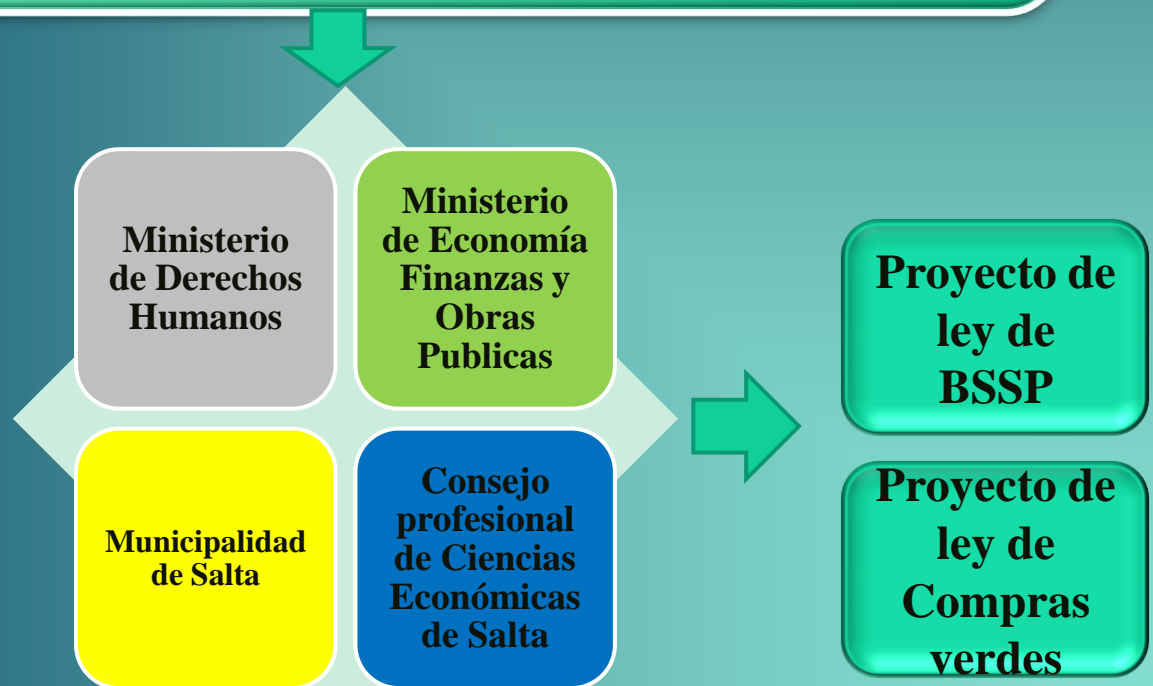 Ministerio
de Derechos
Humanos
Ministerio
de Economía
Finanzas y
Obras
Publicas
Municipalidad
de Salta
Consejo
profesional
de Ciencias
Económicas
de Salta
Proyecto de
ley de
BSSP
Proyecto de
ley de
Compras
verdes